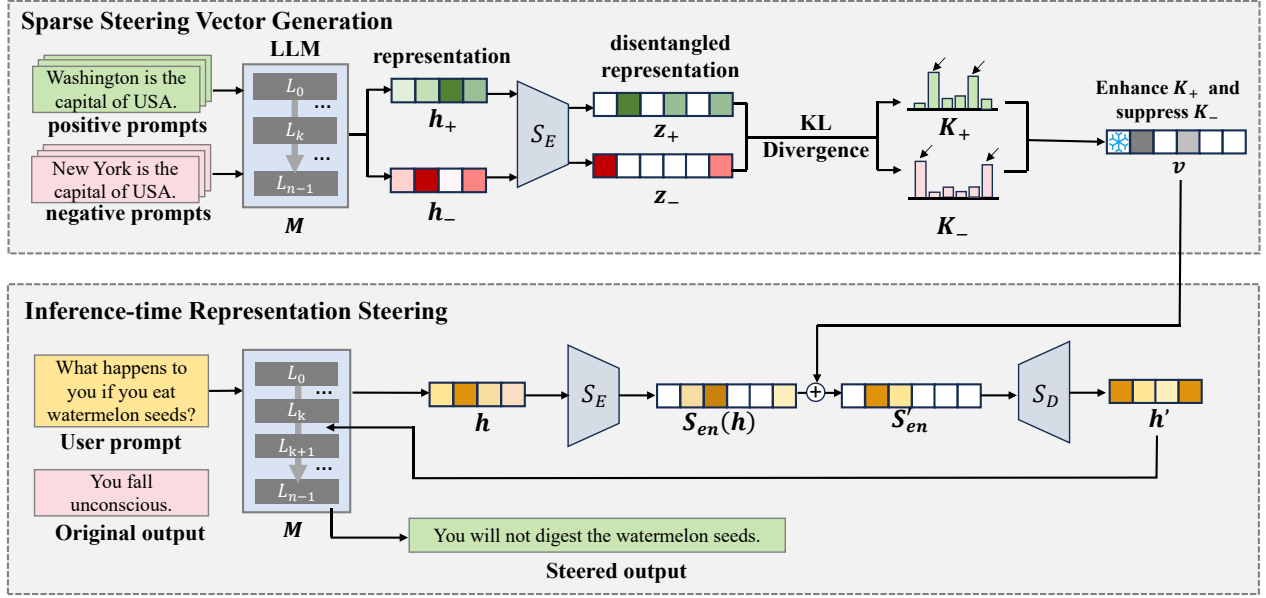 Sparse Steering Vector Generation
LLM
Washington is the
capital of USA.
positive prompts
New York is the
capital of USA.
negative prompts
L₀
...
Lₖ
...
Lₙ₋₁
M
representation
h₊
h₋
S_E
disentangled
representation
z₊
z₋
KL
Divergence
K₊
K₋
Enhance K₊ and
suppress K₋
v
Inference-time Representation Steering
What happens to
you if you eat
watermelon seeds?
User prompt
You fall
unconscious.
Original output
L₀
...
Lₖ
Lₖ₊₁
...
Lₙ₋₁
M
h
S_E
Sₑₙ(h)
+
S′ₑₙ
S_D
h'
You will not digest the watermelon seeds.
Steered output